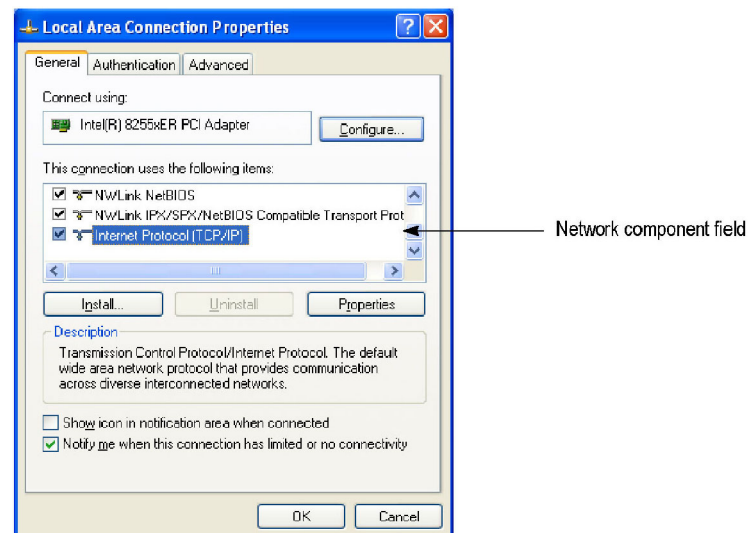 Local Area Connection Properties
General Authentication Advanced
Connect using:
Intel(R) 8255xER PCI Adapter
Configure...
This connection uses the following items:
NWLink NetBIOS
NWLink IPX/SPX/NetBIOS Compatible Transport Prot
Internet Protocol (TCP/IP)
Network component field
Install... Uninstall Properties
Description
Transmission Control Protocol/Internet Protocol. The default
wide area network protocol that provides communication
across diverse interconnected networks.
Show icon in notification area when connected
Notify me when this connection has limited or no connectivity
OK Cancel